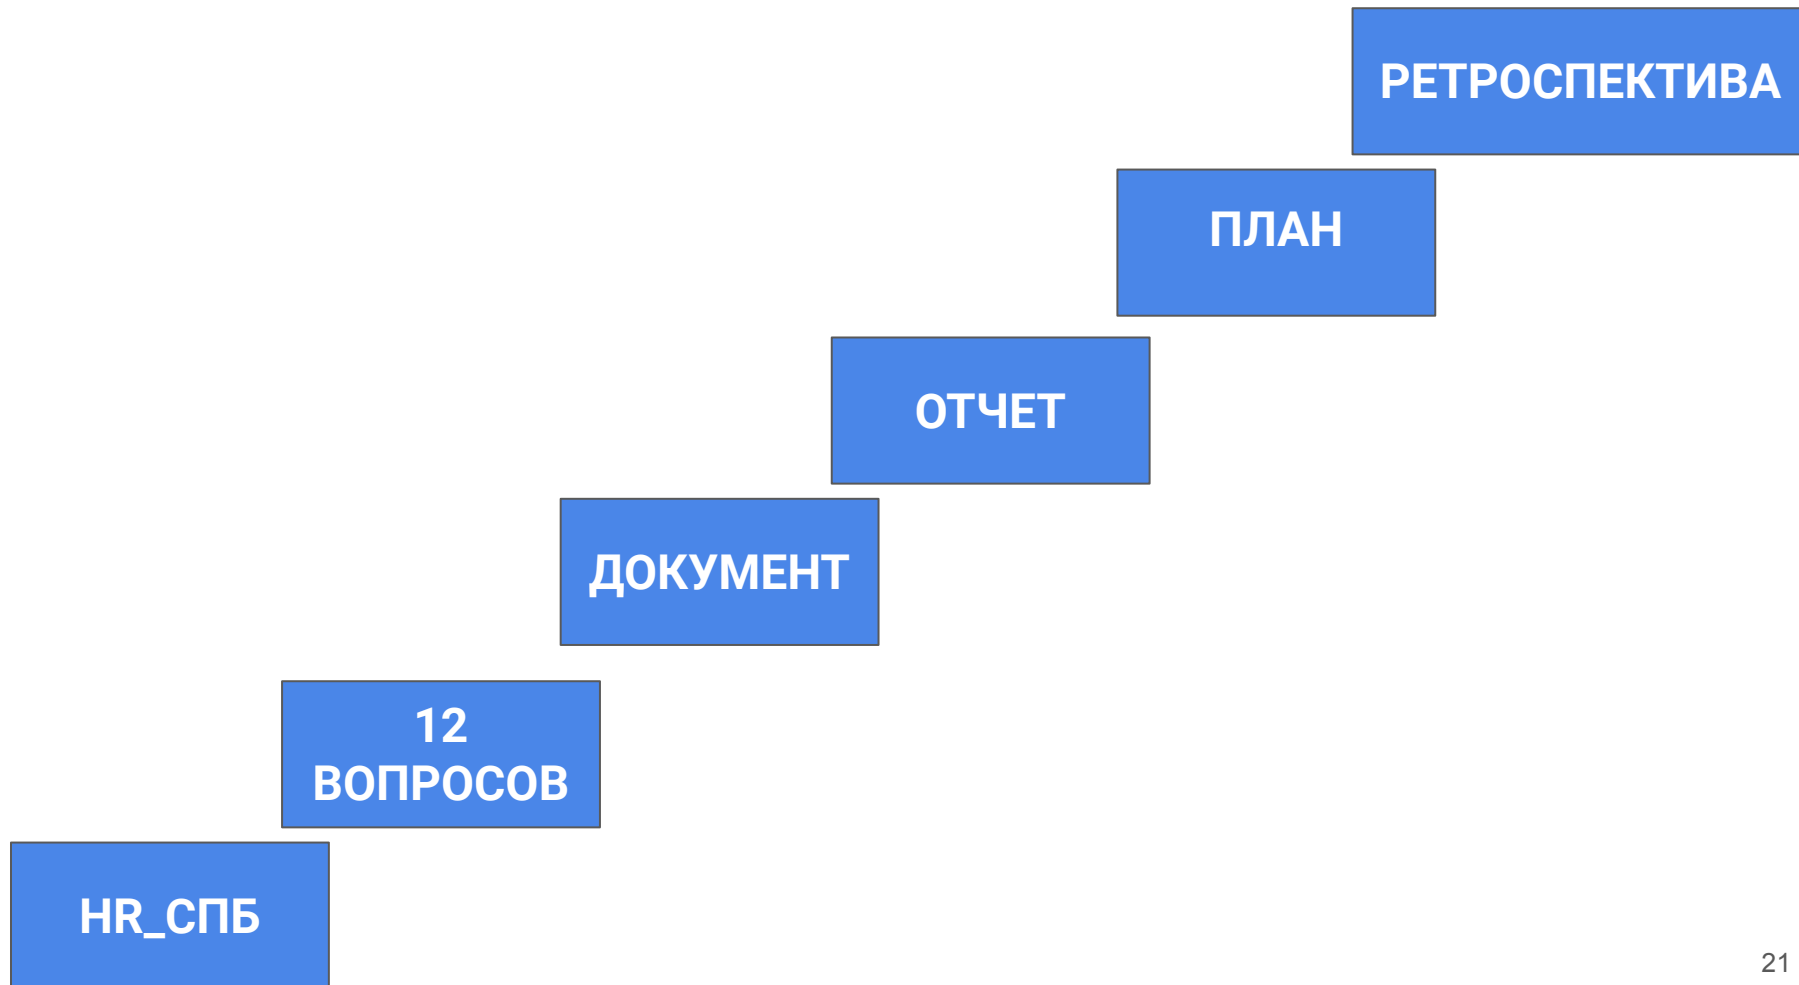 РЕТРОСПЕКТИВА
ПЛАН
ОТЧЕТ
ДОКУМЕНТ
12
ВОПРОСОВ
HR_СПБ
21